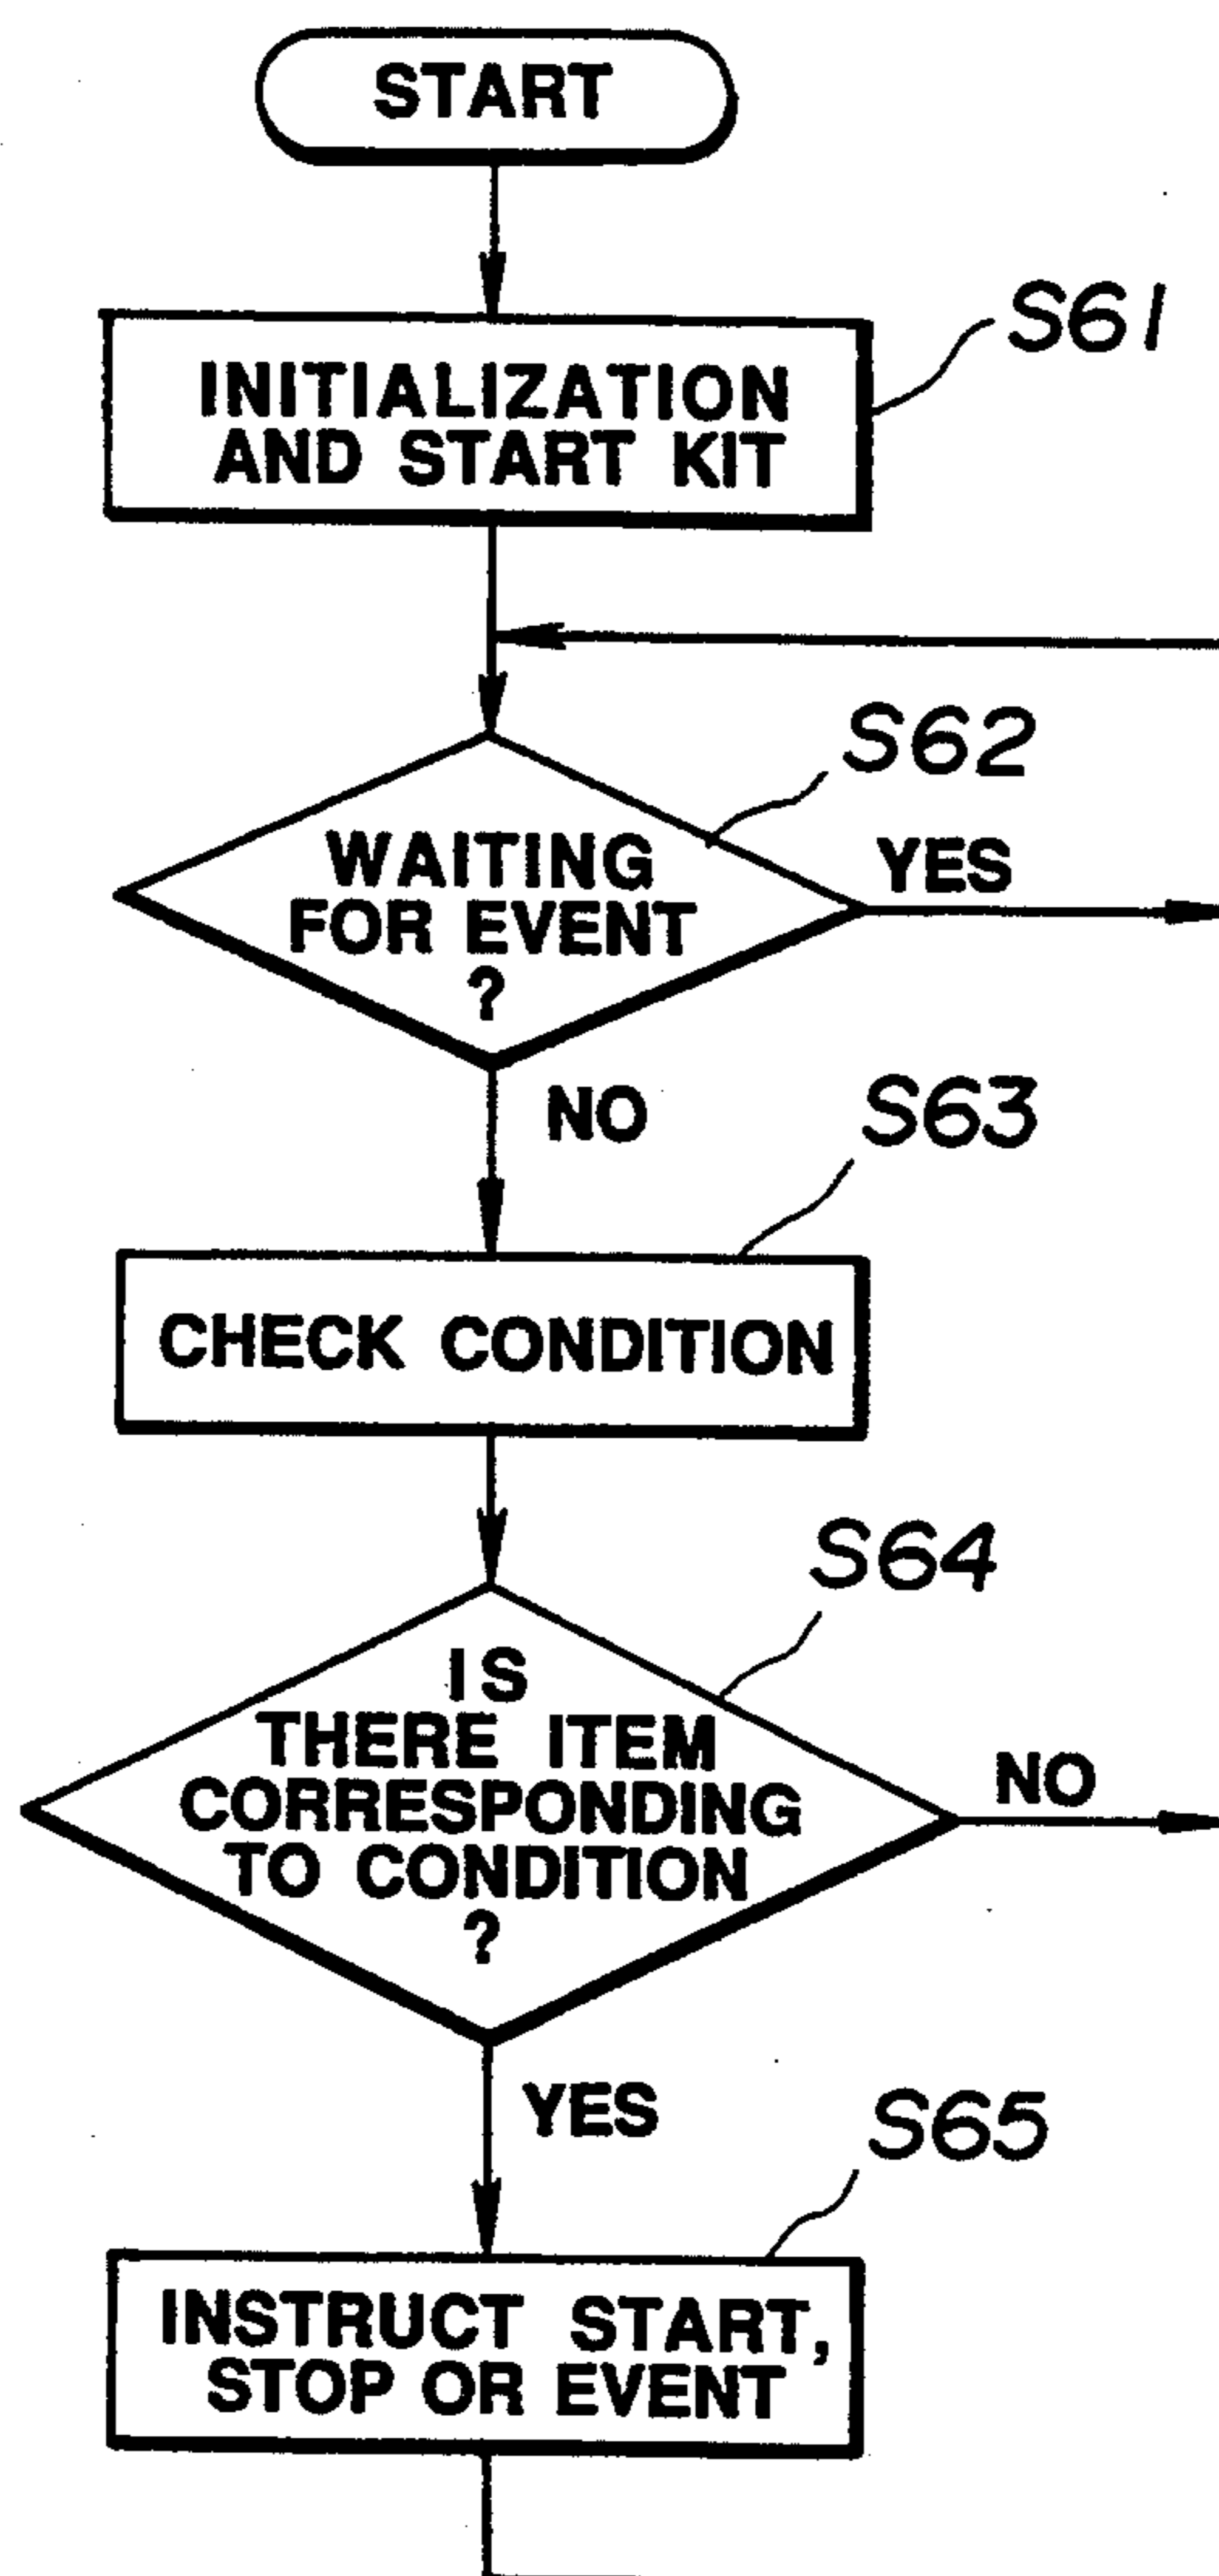 START
S61
INITIALIZATION
AND START KIT
S62
WAITING
FOR EVENT
?
YES
NO
S63
CHECK CONDITION
S64
IS
THERE ITEM
CORRESPONDING
TO CONDITION
?
NO
YES
S65
INSTRUCT START,
STOP OR EVENT